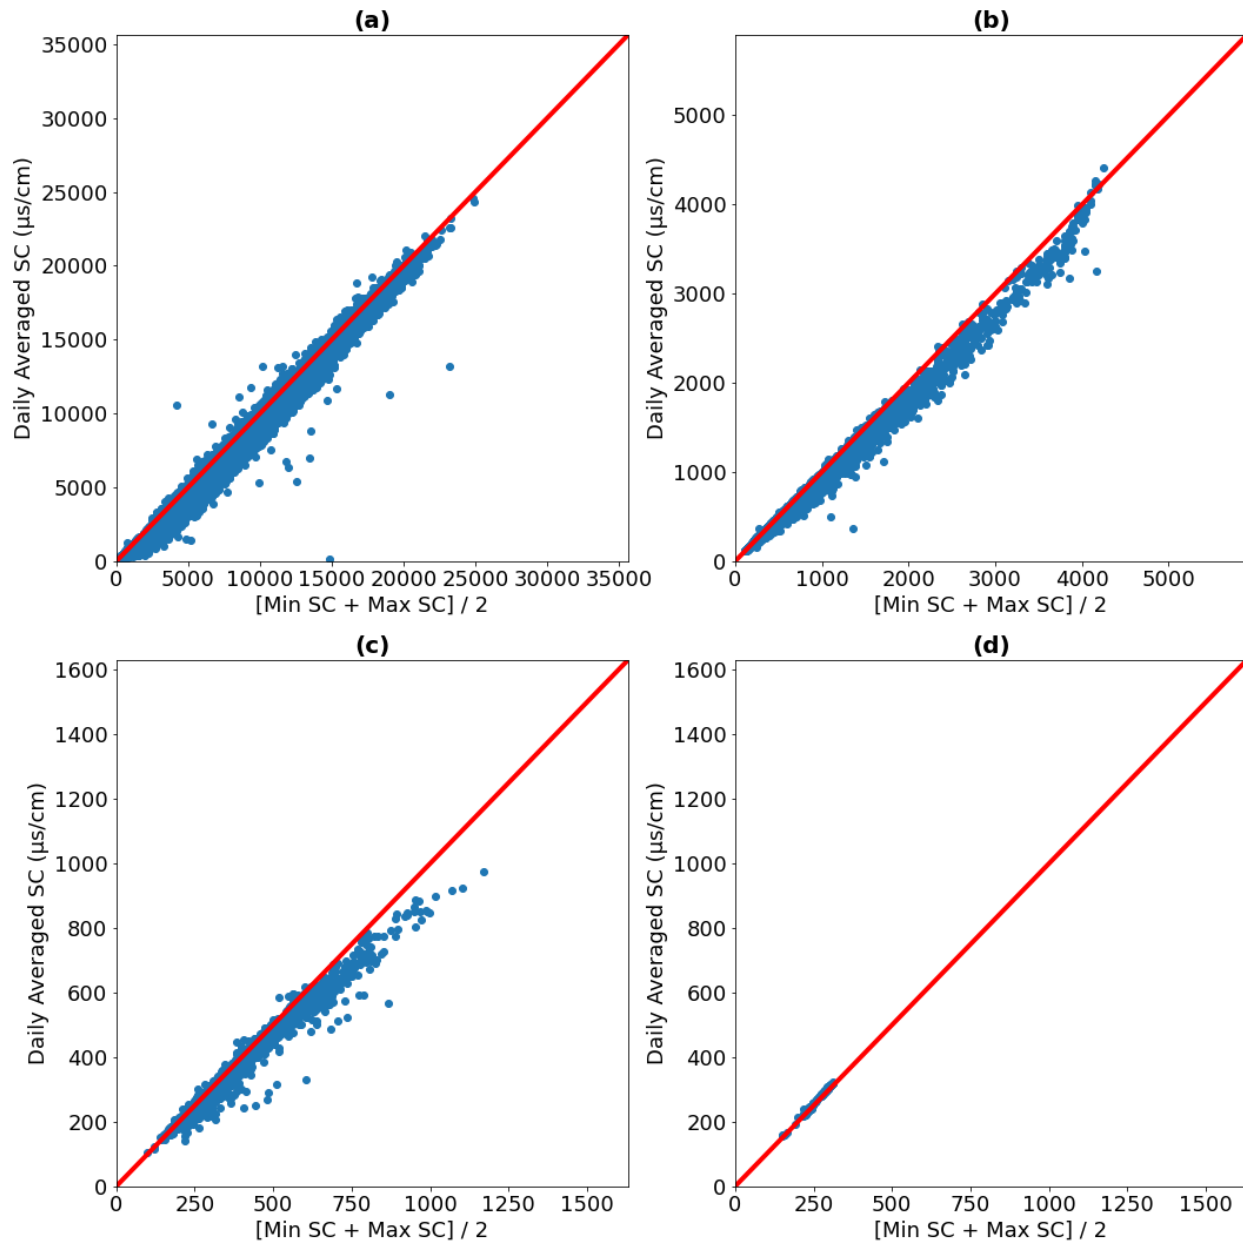 (a)
35000
30000
25000
20000
15000
10000
5000
0
Daily Averaged SC (µs/cm)
0 5000 10000 15000 20000 25000 30000 35000
[Min SC + Max SC] / 2
(b)
5000
4000
3000
2000
1000
0
Daily Averaged SC (µs/cm)
0 1000 2000 3000 4000 5000
[Min SC + Max SC] / 2
(c)
1600
1400
1200
1000
800
600
400
200
0
Daily Averaged SC (µs/cm)
0 250 500 750 1000 1250 1500
[Min SC + Max SC] / 2
(d)
1600
1400
1200
1000
800
600
400
200
0
Daily Averaged SC (µs/cm)
0 250 500 750 1000 1250 1500
[Min SC + Max SC] / 2